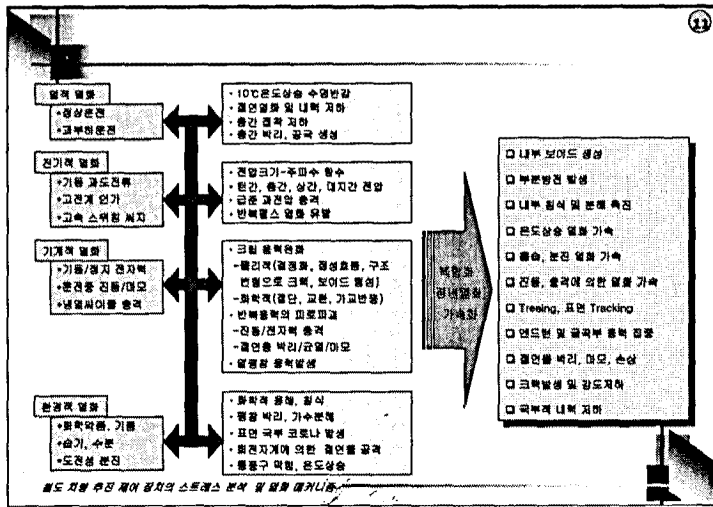 11
열적 열화
•정상운전
•과부하운전
• 10℃온도상승 수명반감
• 절연열화 및 내력 저하
• 층간 접착 저하
• 층간 박리, 공극 생성
전기적 열화
•기동 과도전류
•고전계 인가
•고속 스위칭 써지
• 전압크기-주파수 함수
• 턴간, 층간, 상간, 대지간 전압
• 급준 과전압 충격
• 반복펄스 열화 유발
기계적 열화
•기동/정지 전자력
•운전중 진동/마모
•냉열싸이클 충격
• 크립 응력완화
-물리적(결정화, 점성흐름, 구조
변형으로 크랙, 보이드 형성)
-화학적(절단, 교환, 가교반응)
• 반복응력의 피로파괴
-진동/전자력 충격
-절연층 박리/균열/마모
• 열팽창 응력발생
환경적 열화
•화학약품, 기름
•습기, 수분
•도전성 분진
• 화학적 용해, 침식
• 팽창 박리, 가수분해
• 표면 국부 코로나 발생
• 회전자계에 의한 절연물 공격
• 통풍구 막힘, 온도상승
복합화
경년열화
가속화
❑ 내부 보이드 생성
❑ 부분방전 발생
❑ 내부 침식 및 분해 촉진
❑ 온도상승 열화 가속
❑ 흡습, 분진 열화 가속
❑ 진동, 충격에 의한 열화 가속
❑ Treeing, 표면 Tracking
❑ 엔드턴 및 굴곡부 응력 집중
❑ 절연물 박리, 마모, 손상
❑ 크랙발생 및 강도저하
❑ 국부적 내력 저하
철도 차량 추진 제어 장치의 스트레스 분석 및 열화 메커니즘